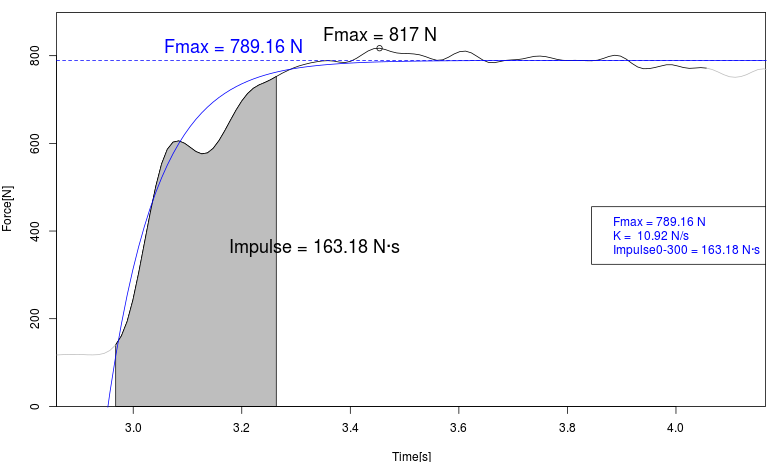 Fmax = 817 N
Fmax = 789.16 N
800
600
400
200
0
Force[N]
Impulse = 163.18 N·s
Fmax = 789.16 N
K = 10.92 N/s
Impulse0-300 = 163.18 N·s
3.0 3.2 3.4 3.6 3.8 4.0
Time[s]